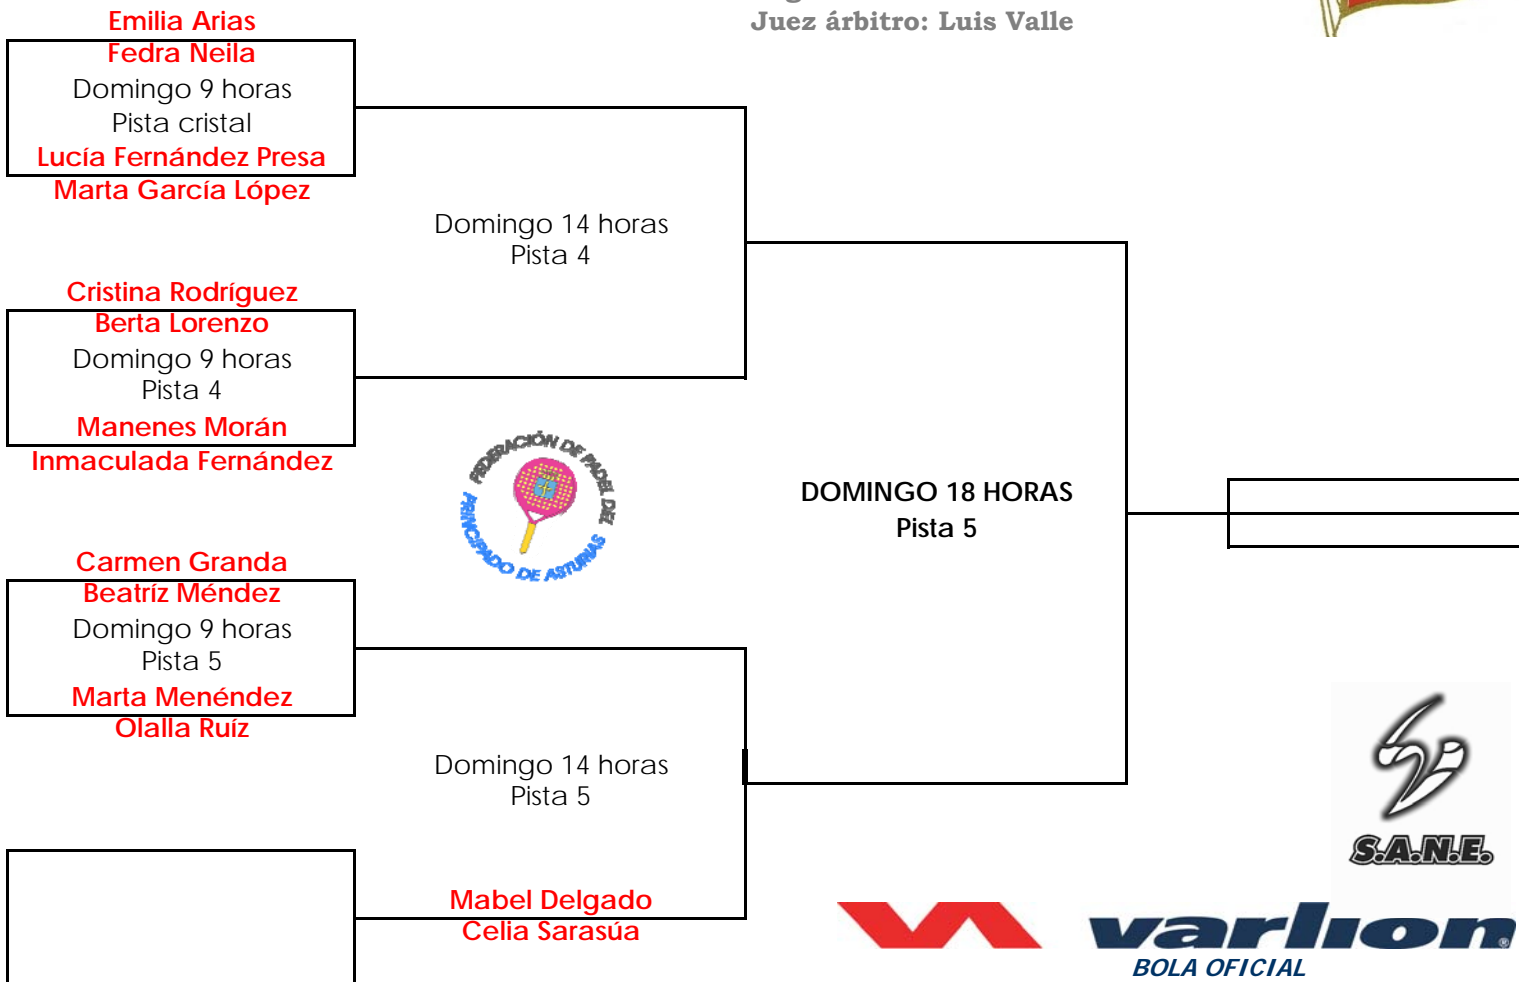 Juez árbitro: Luis Valle
Emilia Arias
Fedra Neila
Domingo 9 horas
Pista cristal
Lucía Fernández Presa
Marta García López
Domingo 14 horas
Pista 4
Cristina Rodríguez
Berta Lorenzo
Domingo 9 horas
Pista 4
Manenes Morán
Inmaculada Fernández
FEDERACIÓN DE PADEL DEL
PRINCIPADO DE ASTURIAS
DOMINGO 18 HORAS
Pista 5
Carmen Granda
Beatríz Méndez
Domingo 9 horas
Pista 5
Marta Menéndez
Olalla Ruíz
Domingo 14 horas
Pista 5
Mabel Delgado
Celia Sarasúa
S.A.N.E.
varlion
BOLA OFICIAL